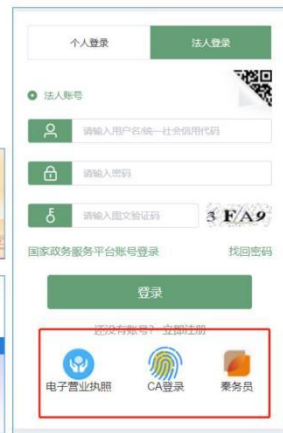 个人登录
法人登录
法人账号
请输入用户名/统一社会信用代码
请输入密码
请输入图文验证码
3 FA9
国家政务服务平台账号登录
找回密码
登录
还没有账号? 立即注册
电子营业执照
CA登录
秦务员